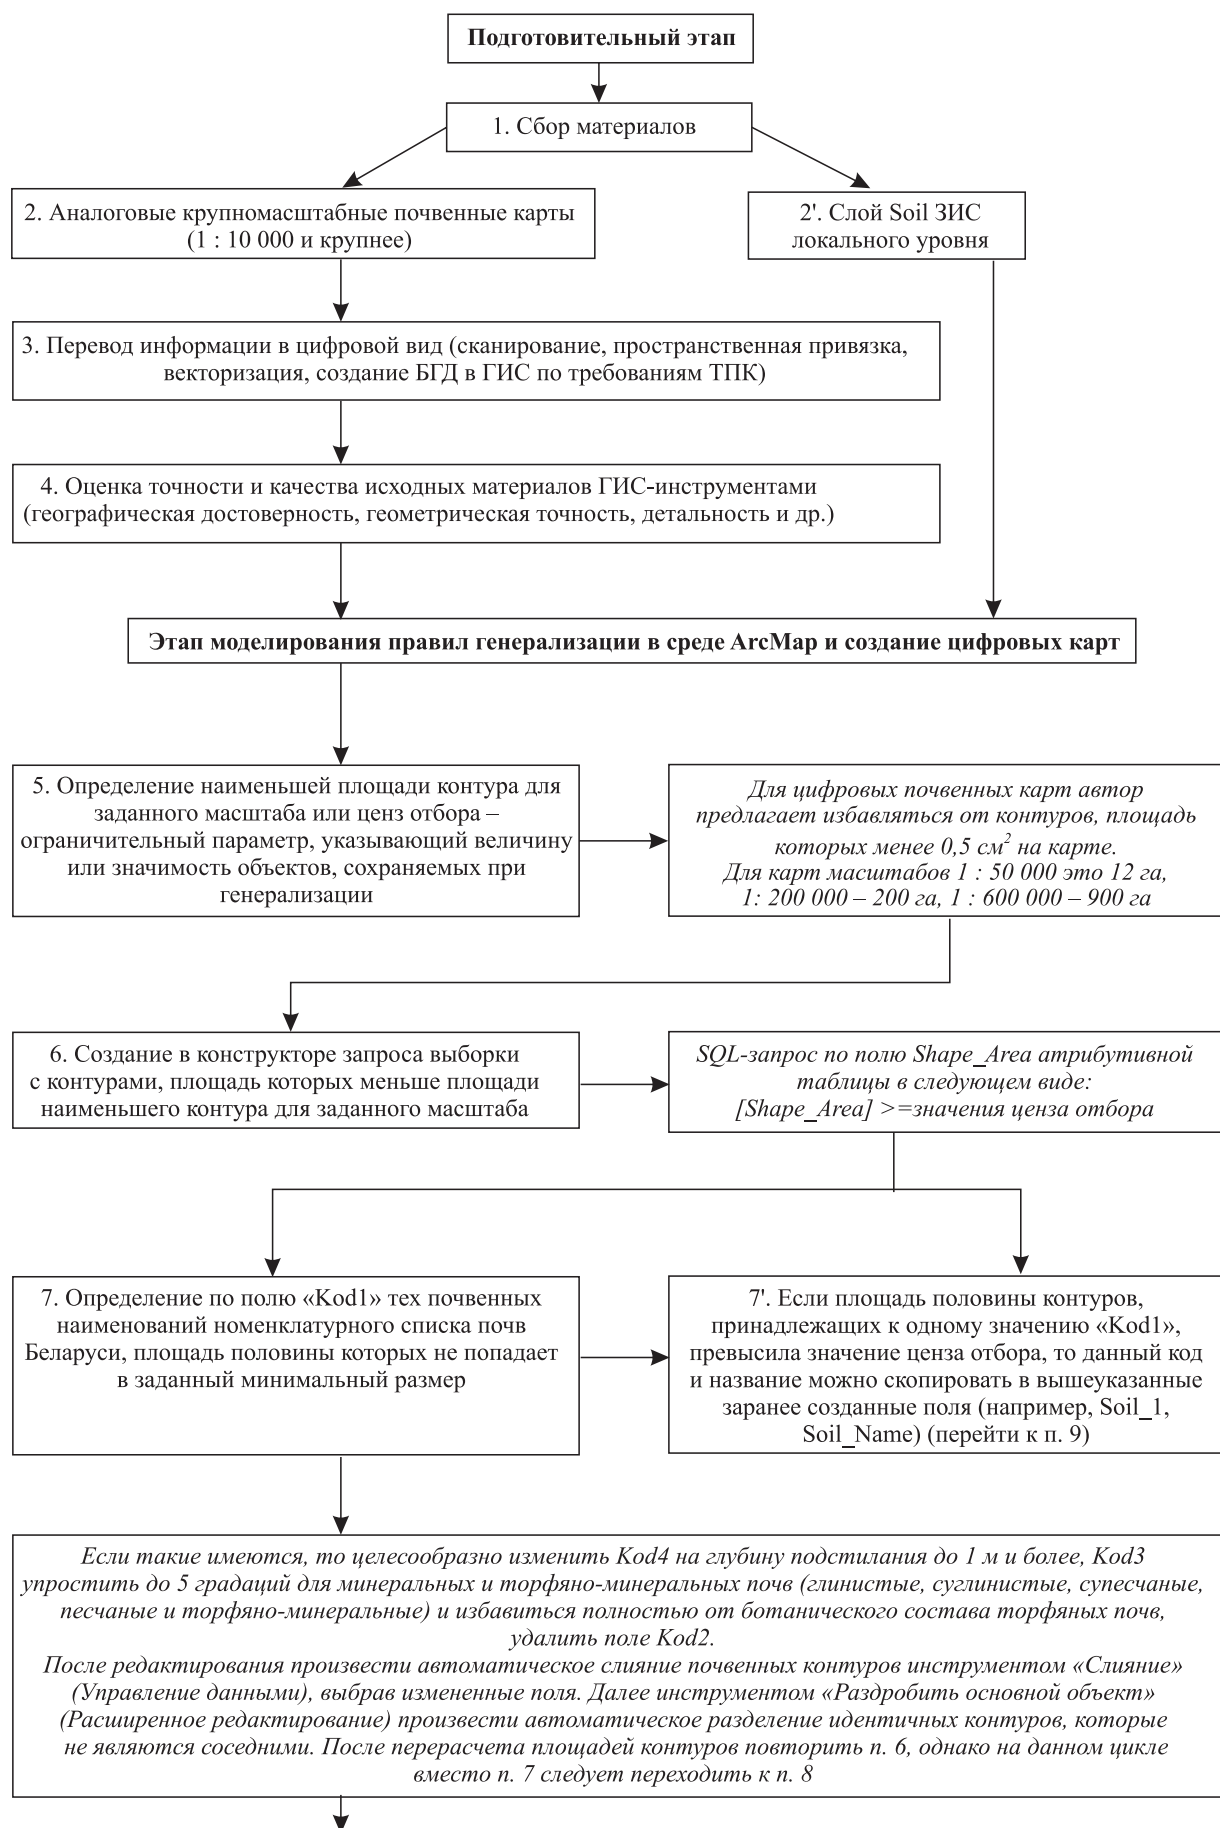 Подготовительный этап
1. Сбор материалов
2. Аналоговые крупномасштабные почвенные карты
(1 : 10 000 и крупнее)
2'. Слой Soil ЗИС
локального уровня
3. Перевод информации в цифровой вид (сканирование, пространственная привязка,
векторизация, создание БГД в ГИС по требованиям ТПК)
4. Оценка точности и качества исходных материалов ГИС-инструментами
(географическая достоверность, геометрическая точность, детальность и др.)
Этап моделирования правил генерализации в среде ArcMap и создание цифровых карт
5. Определение наименьшей площади контура для
заданного масштаба или ценз отбора –
ограничительный параметр, указывающий величину
или значимость объектов, сохраняемых при
генерализации
Для цифровых почвенных карт автор
предлагает избавляться от контуров, площадь
которых менее 0,5 см² на карте.
Для карт масштабов 1 : 50 000 это 12 га,
1: 200 000 – 200 га, 1 : 600 000 – 900 га
6. Создание в конструкторе запроса выборки
с контурами, площадь которых меньше площади
наименьшего контура для заданного масштаба
SQL-запрос по полю Shape_Area атрибутивной
таблицы в следующем виде:
[Shape_Area] >=значения ценза отбора
7. Определение по полю «Kod1» тех почвенных
наименований номенклатурного списка почв
Беларуси, площадь половины которых не попадает
в заданный минимальный размер
7'. Если площадь половины контуров,
принадлежащих к одному значению «Kod1»,
превысила значение ценза отбора, то данный код
и название можно скопировать в вышеуказанные
заранее созданные поля (например, Soil_1,
Soil_Name) (перейти к п. 9)
Если такие имеются, то целесообразно изменить Kod4 на глубину подстилания до 1 м и более, Kod3
упростить до 5 градаций для минеральных и торфяно-минеральных почв (глинистые, суглинистые, супесчаные,
песчаные и торфяно-минеральные) и избавиться полностью от ботанического состава торфяных почв,
удалить поле Kod2.
После редактирования произвести автоматическое слияние почвенных контуров инструментом «Слияние»
(Управление данными), выбрав измененные поля. Далее инструментом «Раздробить основной объект»
(Расширенное редактирование) произвести автоматическое разделение идентичных контуров, которые
не являются соседними. После перерасчета площадей контуров повторить п. 6, однако на данном цикле
вместо п. 7 следует переходить к п. 8